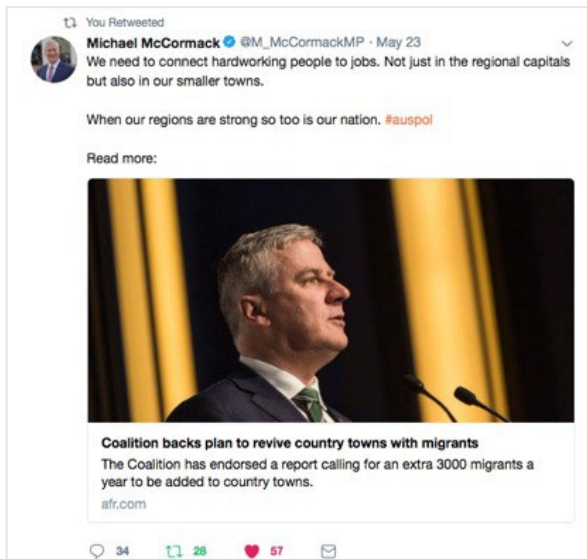 You Retweeted
Michael McCormack @M_McCormackMP · May 23
We need to connect hardworking people to jobs. Not just in the regional capitals
but also in our smaller towns.
When our regions are strong so too is our nation. #auspol
Read more:
Coalition backs plan to revive country towns with migrants
The Coalition has endorsed a report calling for an extra 3000 migrants a
year to be added to country towns.
afr.com
34 28 57